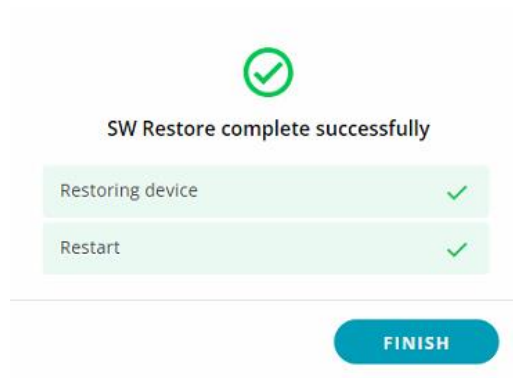 SW Restore complete successfully
Restoring device
Restart
FINISH